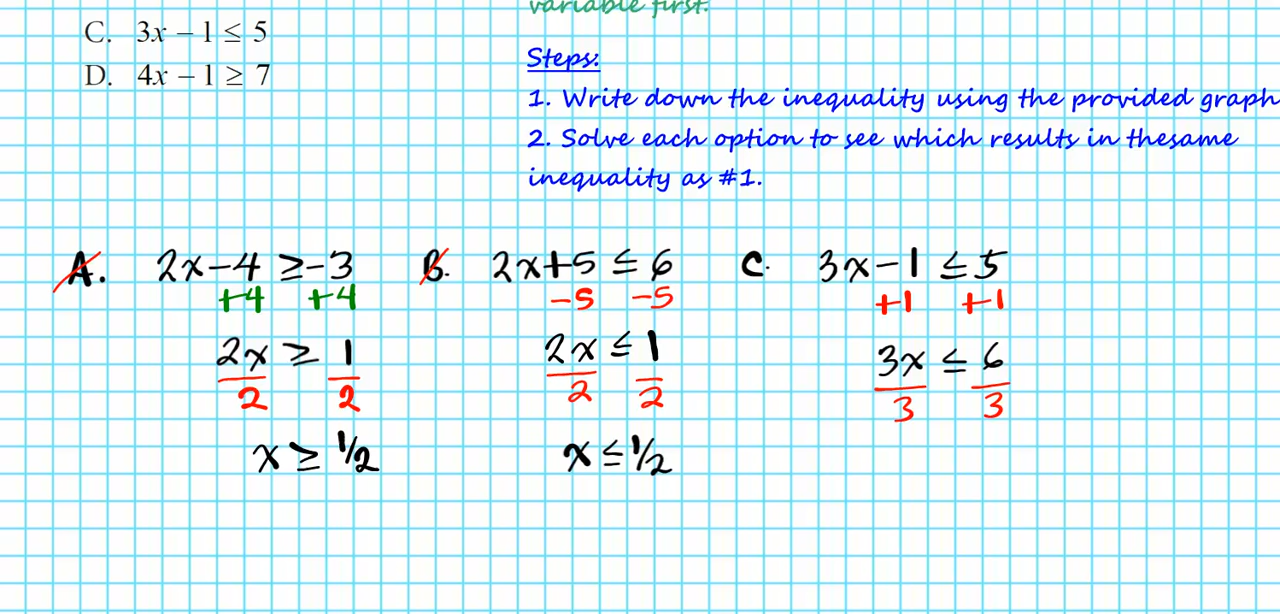 variable first.
C. 3x – 1 ≤ 5
Steps:
D. 4x – 1 ≥ 7
1. Write down the inequality using the provided graph
2. Solve each option to see which results in thesame
inequality as #1.
A. 2x-4 ≥ -3
+4 +4
2x ≥ 1
2 2
x ≥ 1/2
B. 2x+5 ≤ 6
-5 -5
2x ≤ 1
2 2
x ≤ 1/2
C. 3x-1 ≤ 5
+1 +1
3x ≤ 6
3 3